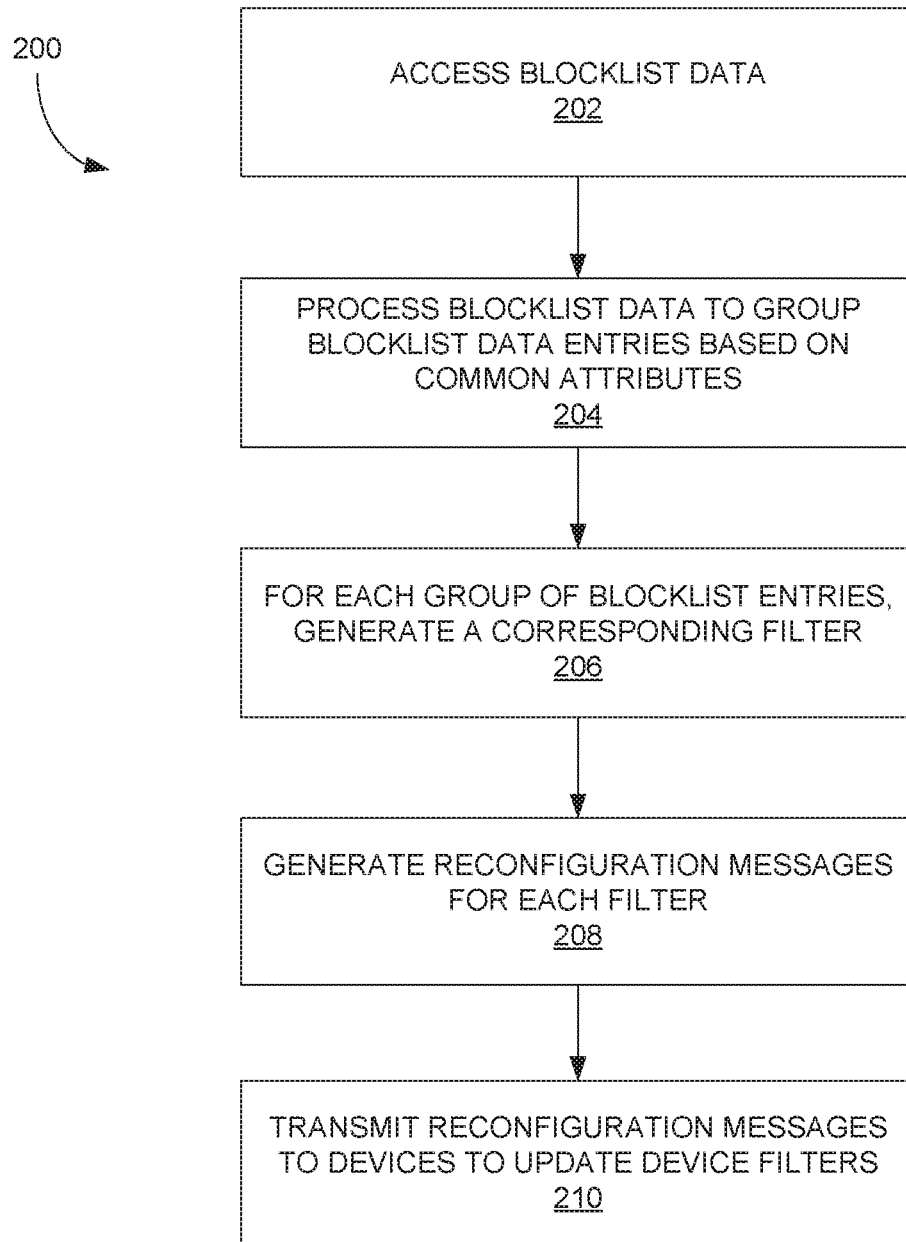 200
ACCESS BLOCKLIST DATA
202
PROCESS BLOCKLIST DATA TO GROUP
BLOCKLIST DATA ENTRIES BASED ON
COMMON ATTRIBUTES
204
FOR EACH GROUP OF BLOCKLIST ENTRIES,
GENERATE A CORRESPONDING FILTER
206
GENERATE RECONFIGURATION MESSAGES
FOR EACH FILTER
208
TRANSMIT RECONFIGURATION MESSAGES
TO DEVICES TO UPDATE DEVICE FILTERS
210